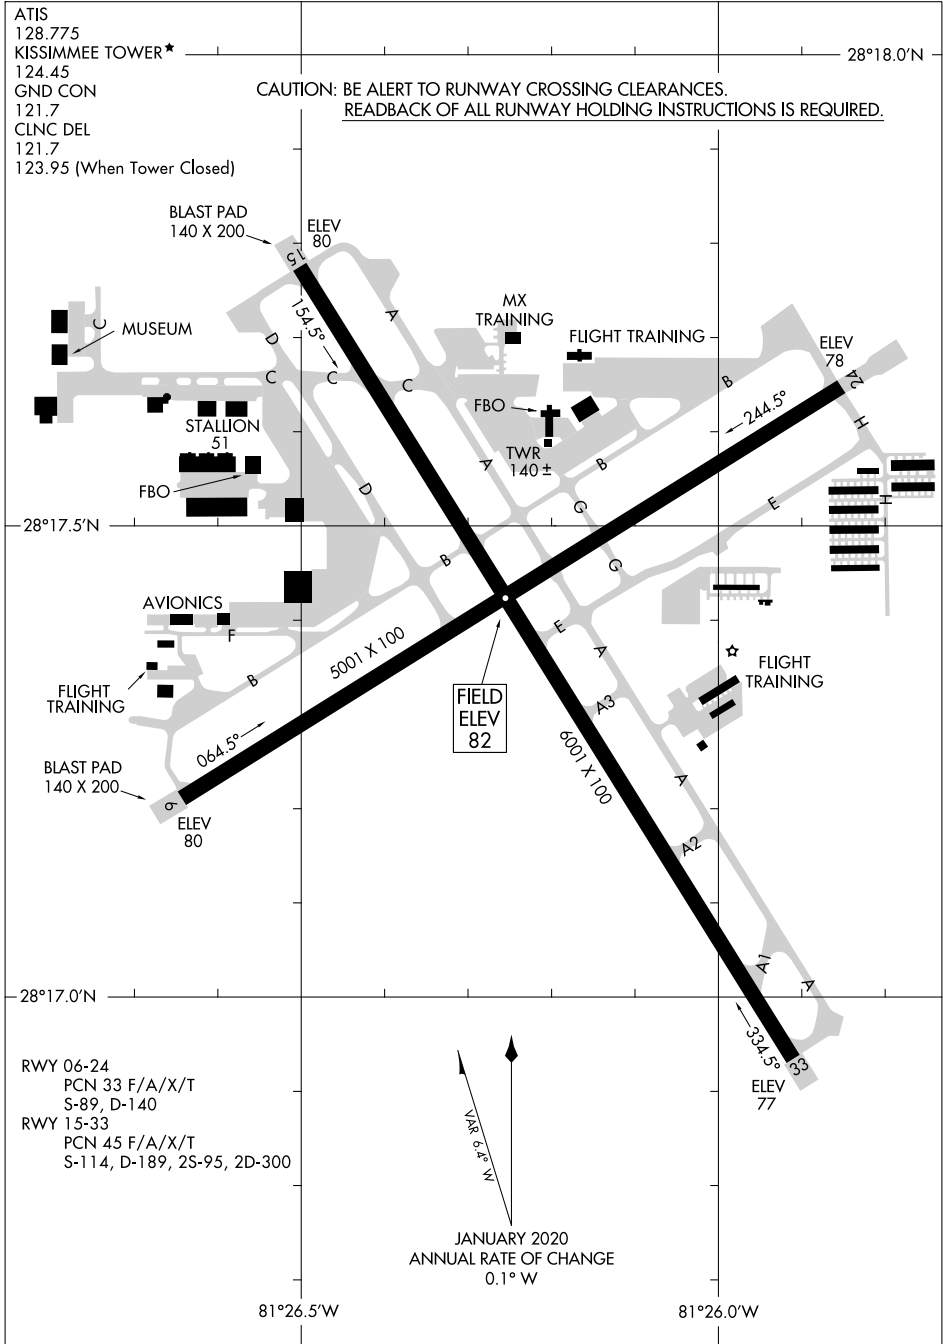 ATIS
128.775
KISSIMMEE TOWER★
124.45
GND CON
121.7
CLNC DEL
121.7
123.95 (When Tower Closed)
28°18.0'N
CAUTION: BE ALERT TO RUNWAY CROSSING CLEARANCES.
READBACK OF ALL RUNWAY HOLDING INSTRUCTIONS IS REQUIRED.
BLAST PAD
140 X 200
ELEV
80
15
154.5°
A
C
MUSEUM
D
C
C
C
MX
TRAINING
FLIGHT TRAINING
ELEV
78
24
B
244.5°
H
FBO
TWR
140 ±
STALLION
51
FBO
A
B
D
G
E
H
28°17.5'N
B
G
AVIONICS
F
E
A
5001 X 100
FLIGHT
TRAINING
B
FLIGHT
TRAINING
FIELD
ELEV
82
A3
064.5°
6001 X 100
BLAST PAD
140 X 200
6
ELEV
80
A
A2
A1
A
28°17.0'N
334.5°
33
ELEV
77
RWY 06-24
PCN 33 F/A/X/T
S-89, D-140
RWY 15-33
PCN 45 F/A/X/T
S-114, D-189, 2S-95, 2D-300
VAR 6.4° W
JANUARY 2020
ANNUAL RATE OF CHANGE
0.1° W
81°26.5'W
81°26.0'W